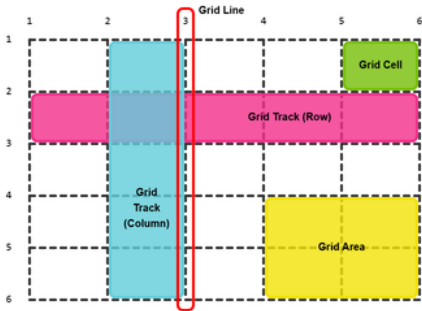 Grid Line
1 2 3 4 5 6
1
Grid Cell
2
Grid Track (Row)
3
4
Grid
Track
(Column)
5
Grid Area
6